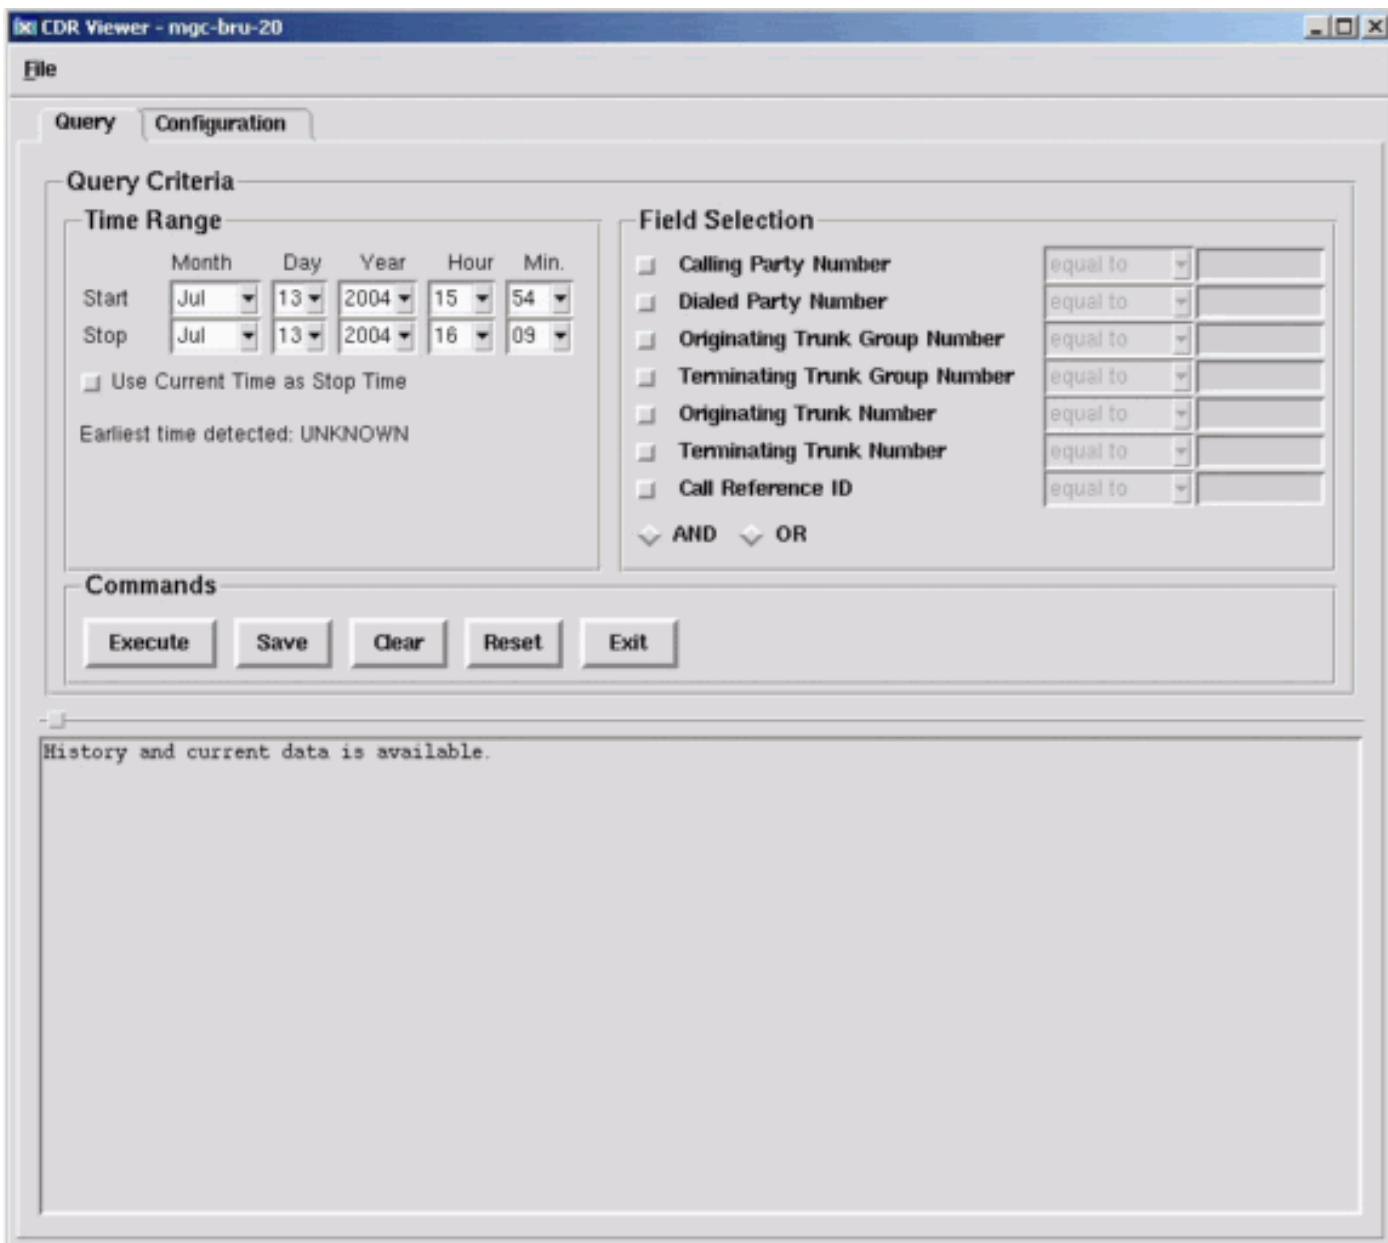 CDR Viewer - mgc-bru-20
File
Query Configuration
Query Criteria
Time Range
Month Day Year Hour Min.
Start Jul 13 2004 15 54
Stop Jul 13 2004 16 09
Use Current Time as Stop Time
Earliest time detected: UNKNOWN
Field Selection
Calling Party Number equal to
Dialed Party Number equal to
Originating Trunk Group Number equal to
Terminating Trunk Group Number equal to
Originating Trunk Number equal to
Terminating Trunk Number equal to
Call Reference ID equal to
AND OR
Commands
Execute Save Clear Reset Exit
History and current data is available.